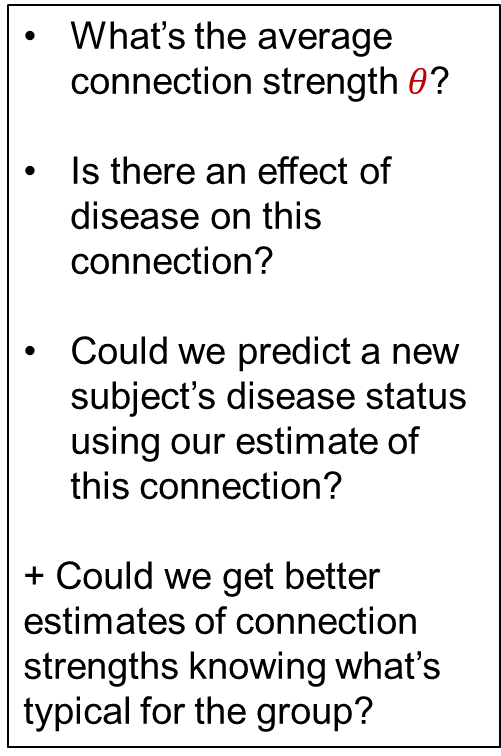 • What’s the average
connection strength θ?
• Is there an effect of
disease on this
connection?
• Could we predict a new
subject’s disease status
using our estimate of
this connection?
+ Could we get better
estimates of connection
strengths knowing what’s
typical for the group?